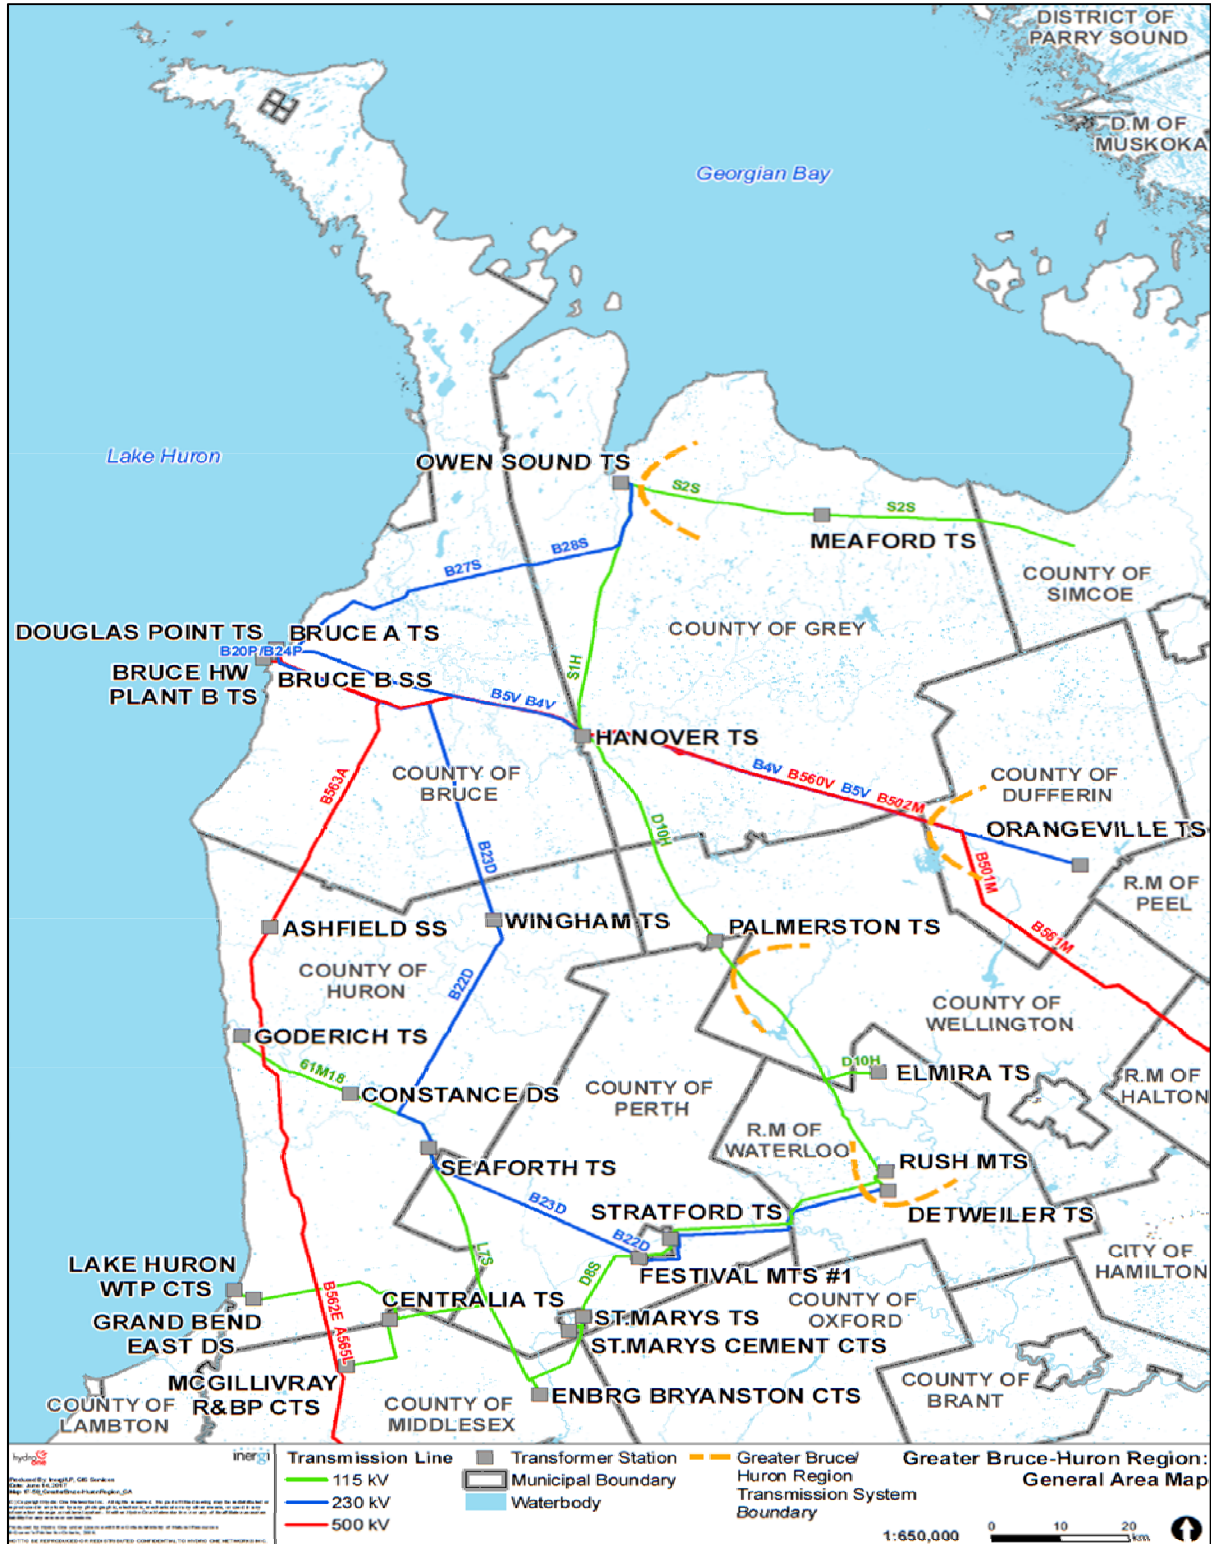 DISTRICT OF
PARRY SOUND
D.M OF
MUSKOKA
Georgian Bay
Lake Huron
OWEN SOUND TS
S2S
S2S
MEAFORD TS
B28S
B27S
COUNTY OF
SIMCOE
DOUGLAS POINT TS
BRUCE A TS
COUNTY OF GREY
B20P/B24P
BRUCE HW
PLANT B TS
BRUCE B SS
S1H
B5V B4V
HANOVER TS
COUNTY OF
BRUCE
B563A
B4V B560V B5V B502M
COUNTY OF
DUFFERIN
ORANGEVILLE TS
D10H
B23D
B501M
R.M OF
PEEL
ASHFIELD SS
WINGHAM TS
PALMERSTON TS
B561M
COUNTY OF
HURON
B22D
COUNTY OF
WELLINGTON
GODERICH TS
61M18
CONSTANCE DS
COUNTY OF
PERTH
D10H
ELMIRA TS
R.M OF
HALTON
R.M OF
WATERLOO
SEAFORTH TS
RUSH MTS
B23D
STRATFORD TS
DETWEILER TS
B22D
L7S
D8S
CITY OF
HAMILTON
LAKE HURON
WTP CTS
FESTIVAL MTS #1
B562E A565L
CENTRALIA TS
COUNTY OF
OXFORD
GRAND BEND
EAST DS
ST.MARYS TS
ST.MARYS CEMENT CTS
MCGILLIVRAY
R&BP CTS
ENBRG BRYANSTON CTS
COUNTY OF
BRANT
COUNTY OF
LAMBTON
COUNTY OF
MIDDLESEX
hydro one
inergi
Transmission Line
115 kV
230 kV
500 kV
Transformer Station
Municipal Boundary
Waterbody
Greater Bruce/
Huron Region
Transmission System
Boundary
Greater Bruce-Huron Region:
General Area Map
1:650,000
0 10 20
km